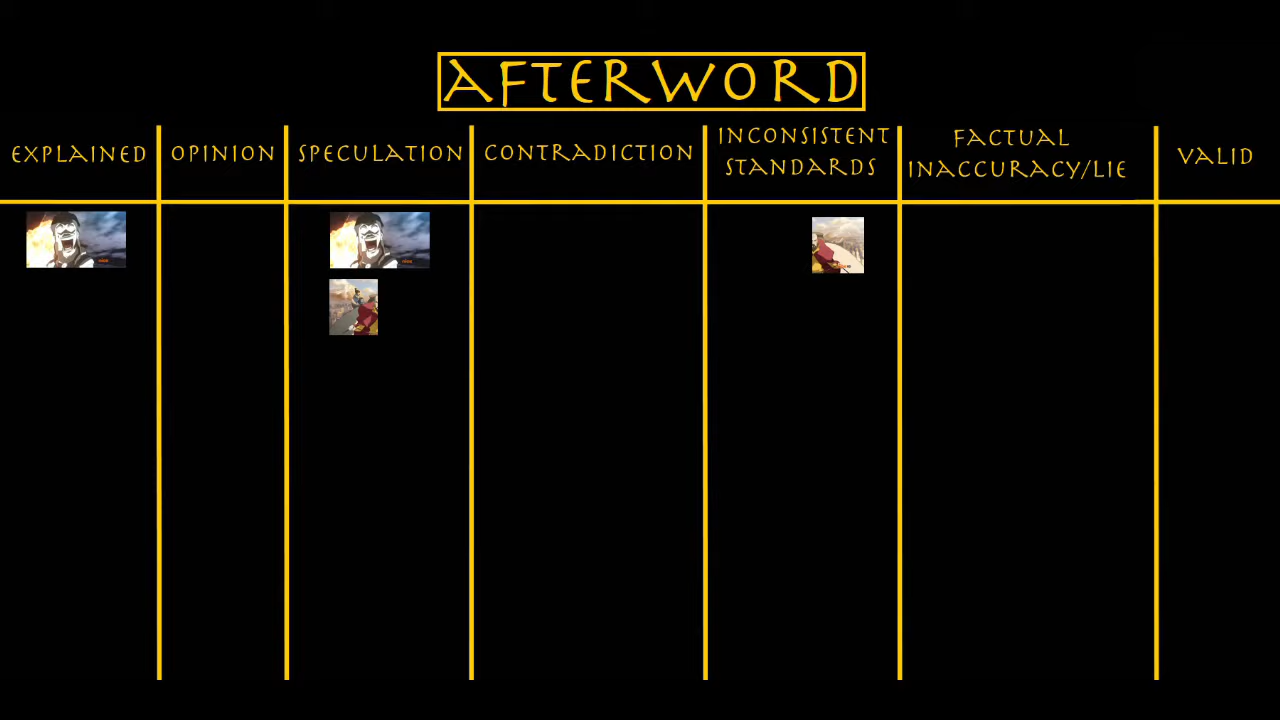 AFTERWORD
EXPLAINED
OPINION
SPECULATION
CONTRADICTION
INCONSISTENT
STANDARDS
FACTUAL
INACCURACY/LIE
VALID